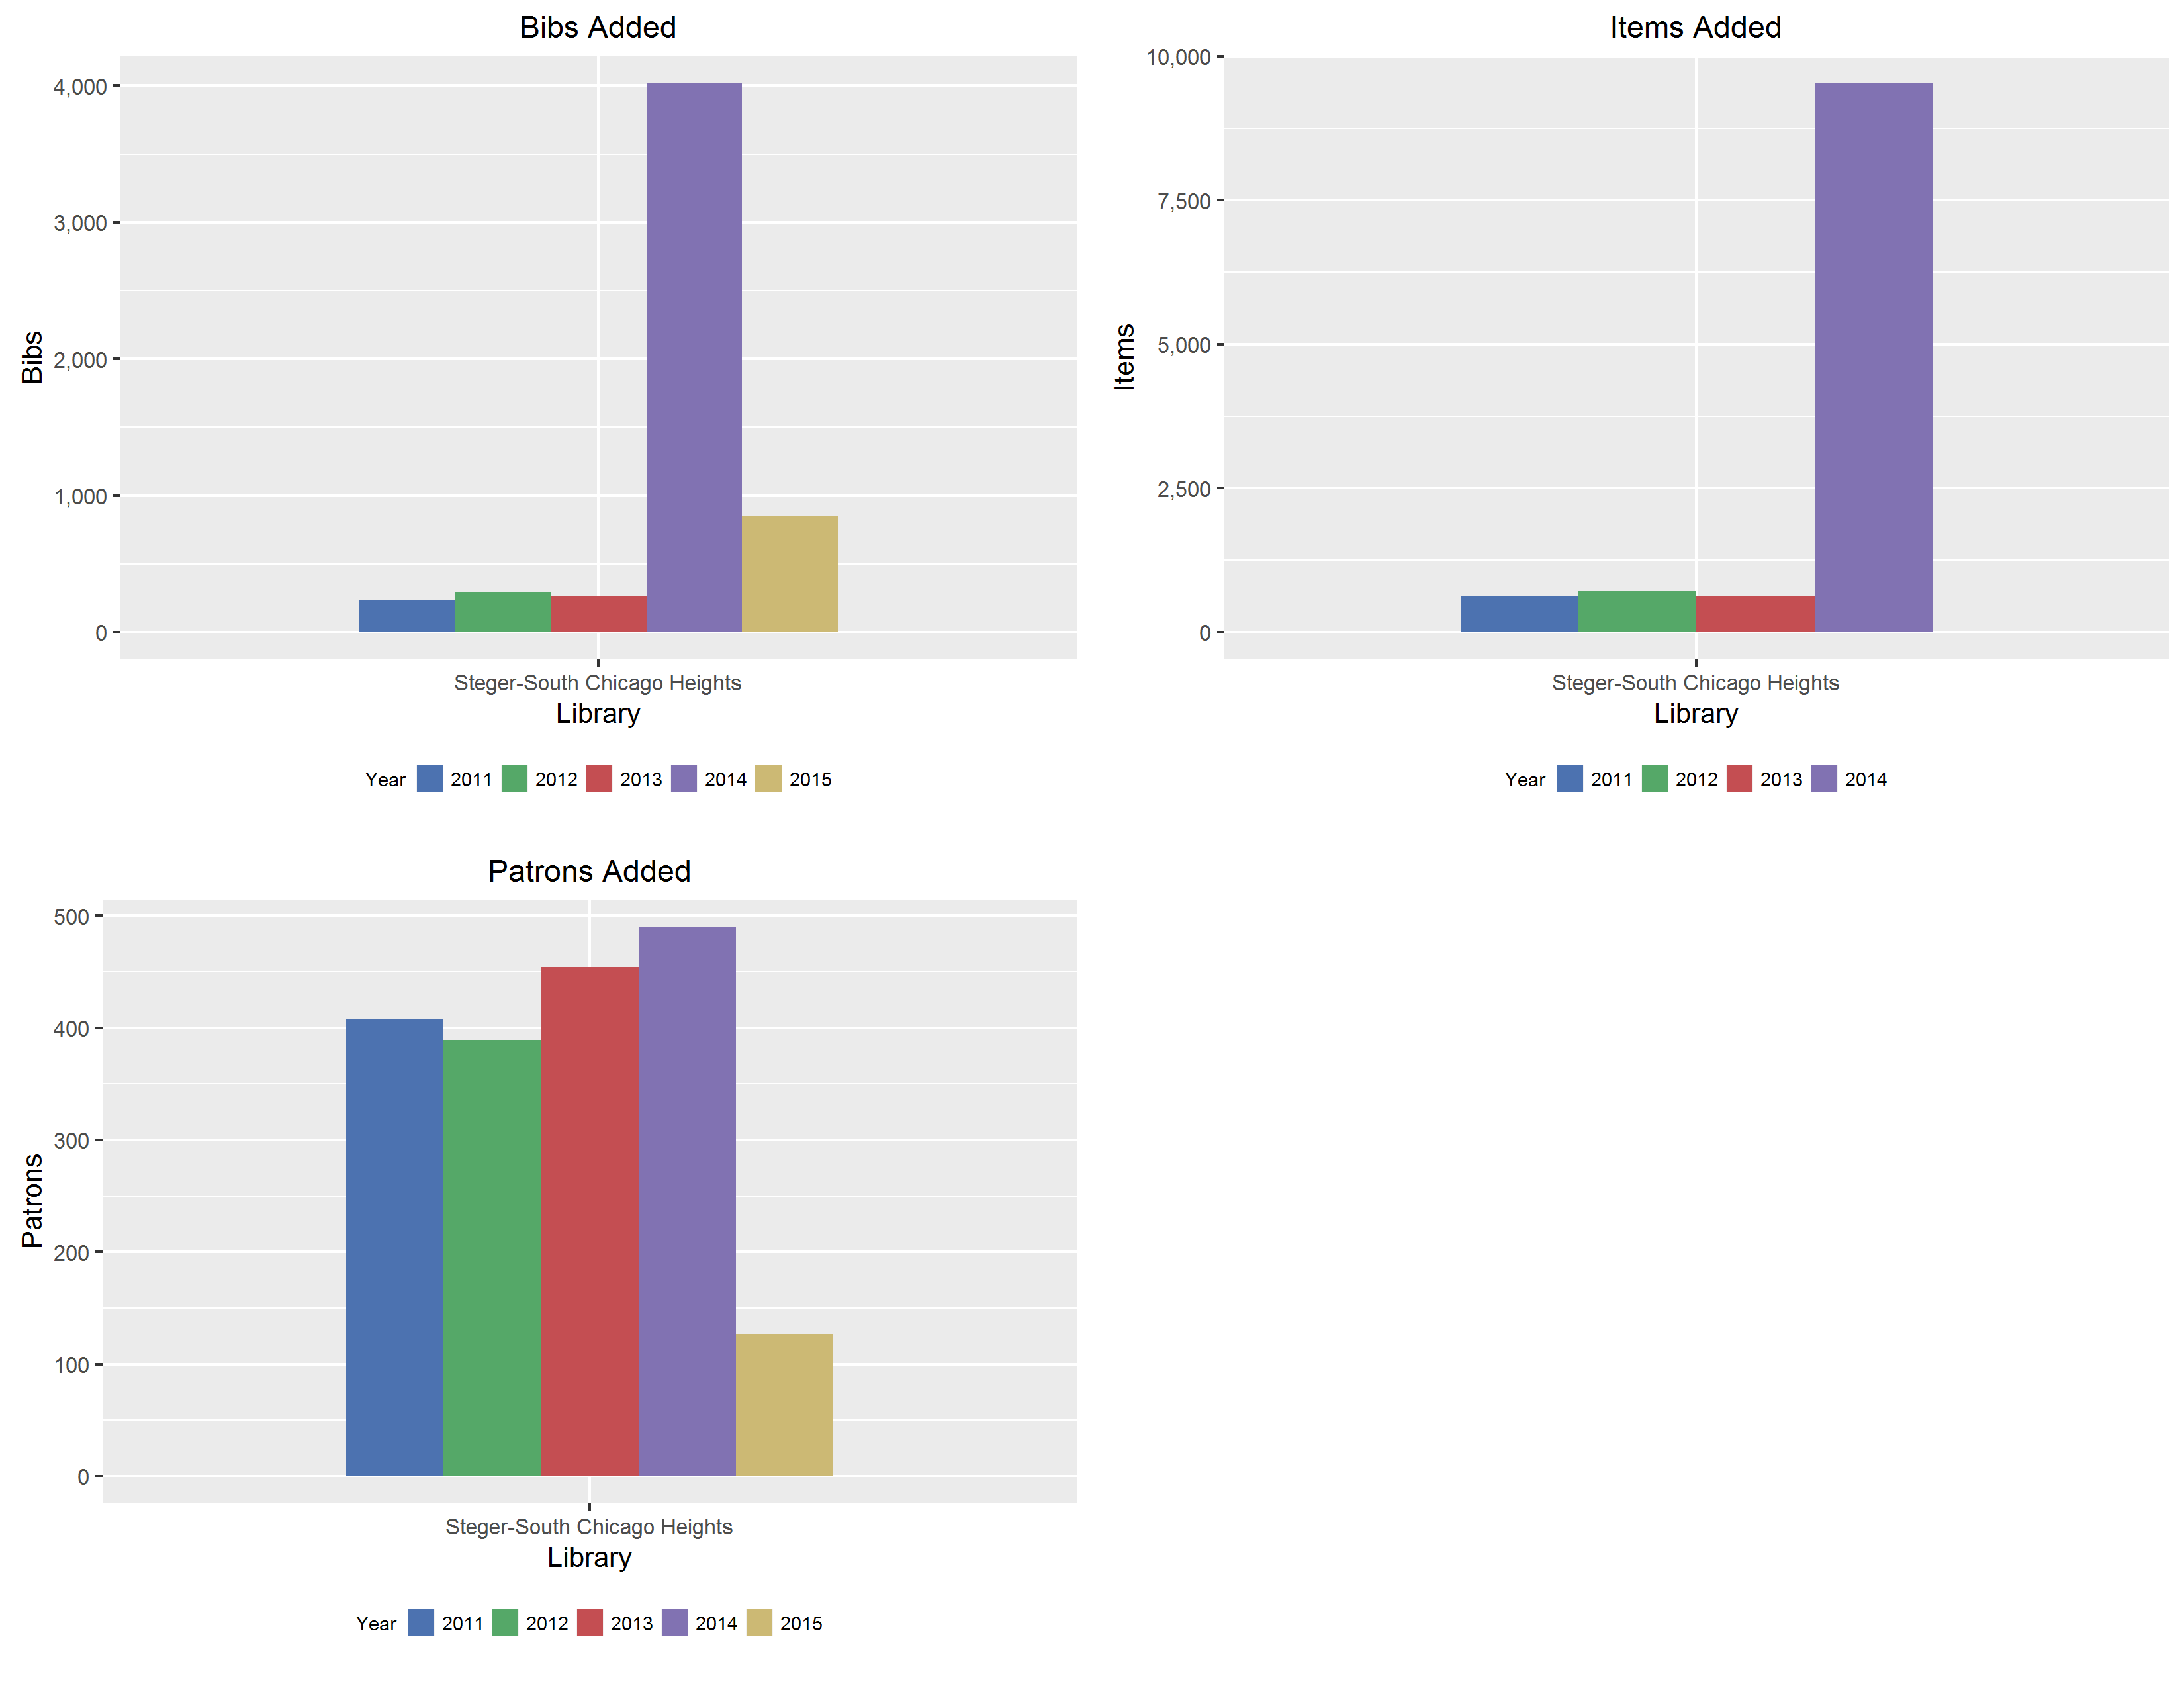 Bibs Added
4,000
3,000
2,000
1,000
0
Bibs
Steger-South Chicago Heights
Library
Year 2011 2012 2013 2014 2015
Items Added
10,000
7,500
5,000
2,500
0
Items
Steger-South Chicago Heights
Library
Year 2011 2012 2013 2014
Patrons Added
500
400
300
200
100
0
Patrons
Steger-South Chicago Heights
Library
Year 2011 2012 2013 2014 2015